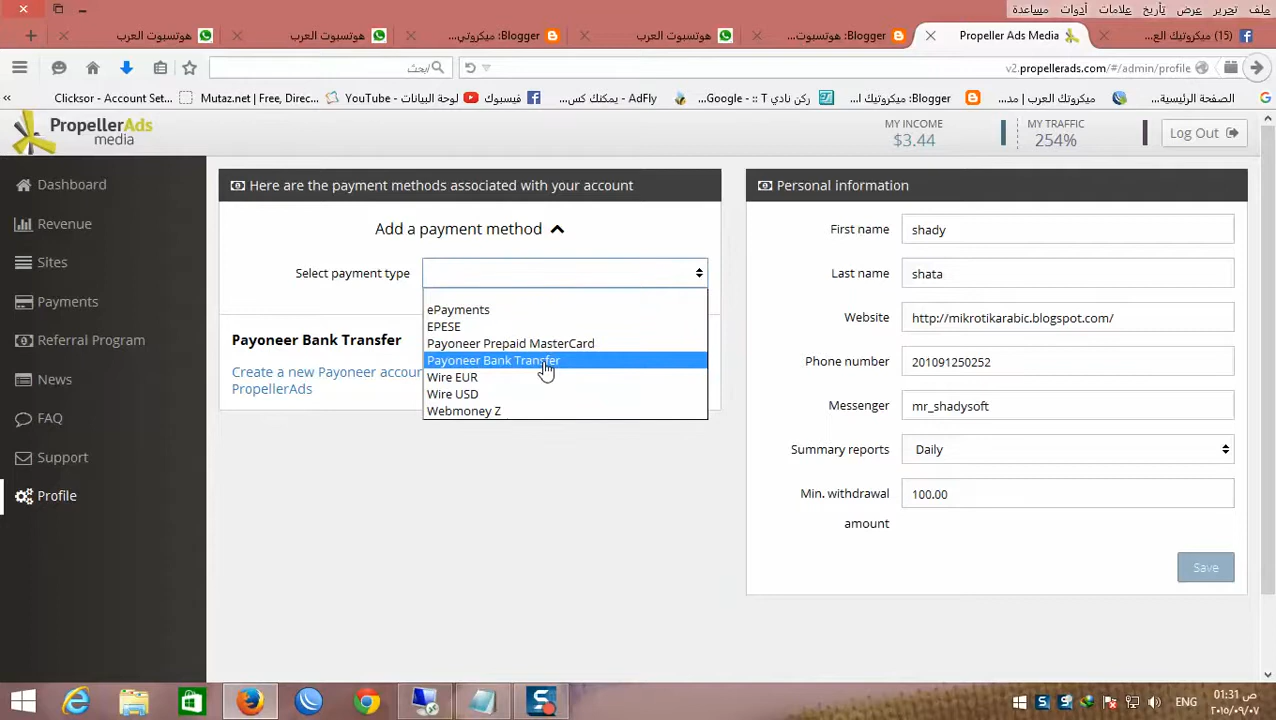 ملف
تحرير
عرض
تأريخ
علامات
أدوات
مساعدة
هوتسبوت العرب
هوتسبوت العرب
Blogger: ميكروتي...
هوتسبوت العرب
Blogger: هوتسبوت...
Propeller Ads Media
(15) ميكروتيك الع...
ابحث
v2.propellerads.com/#/admin/profile
Clicksor - Account Set...
Mutaz.net | Free, Direc...
لوحة البيانات - YouTube
فيسبوك
AdFly - يمكنك كس...
ركن نادي Google :: T...
Blogger: ميكروتيك ا...
ميكروتك العرب | مد...
الصفحة الرئيسية...
PropellerAds
media
MY INCOME
$3.44
MY TRAFFIC
254%
Log Out
Dashboard
Revenue
Sites
Payments
Referral Program
News
FAQ
Support
Profile
Here are the payment methods associated with your account
Add a payment method
Select payment type
ePayments
EPESE
Payoneer Prepaid MasterCard
Payoneer Bank Transfer
Wire EUR
Wire USD
Webmoney Z
Payoneer Bank Transfer
Create a new Payoneer accour
PropellerAds
Personal information
First name
shady
Last name
shata
Website
http://mikrotikarabic.blogspot.com/
Phone number
201091250252
Messenger
mr_shadysoft
Summary reports
Daily
Min. withdrawal
amount
100.00
Save
ENG
01:31 ص
٢٠١٥/٠٩/٠٧